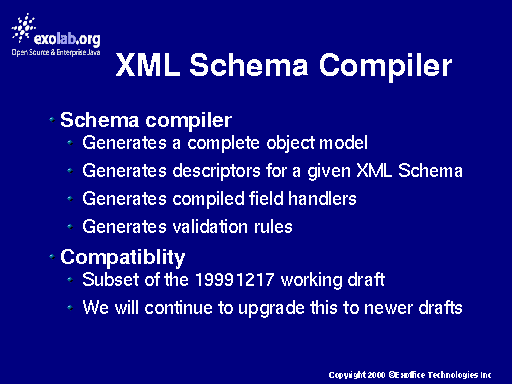 exolab.org
Open Source & Enterprise Java
XML Schema Compiler
Schema compiler
Generates a complete object model
Generates descriptors for a given XML Schema
Generates compiled field handlers
Generates validation rules
Compatiblity
Subset of the 19991217 working draft
We will continue to upgrade this to newer drafts
Copyright 2000 ©Exoffice Technologies Inc